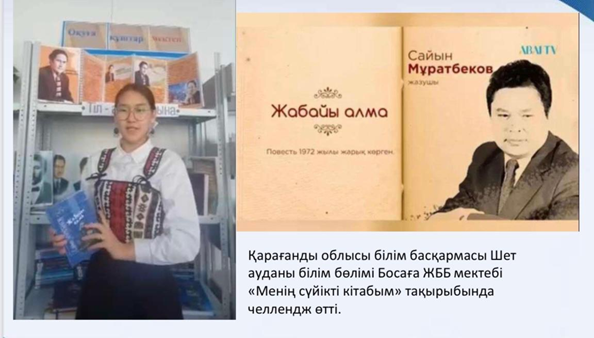 Оқуға құштар мектеп
Жабайы алма
Повесть 1972 жылы жарық көрген
Сайын
Мұратбеков
жазушы
ABAI TV
Қарағанды облысы білім басқармасы Шет
ауданы білім бөлімі Босаға ЖББ мектебі
«Менің сүйікті кітабым» тақырыбында
челлендж өтті.